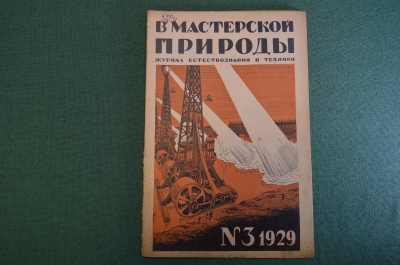 В МАСТЕРСКОЙ
ПРИРОДЫ
ЖУРНАЛ ЕСТЕСТВОЗНАНИЯ И ТЕХНИКИ
№3 1929